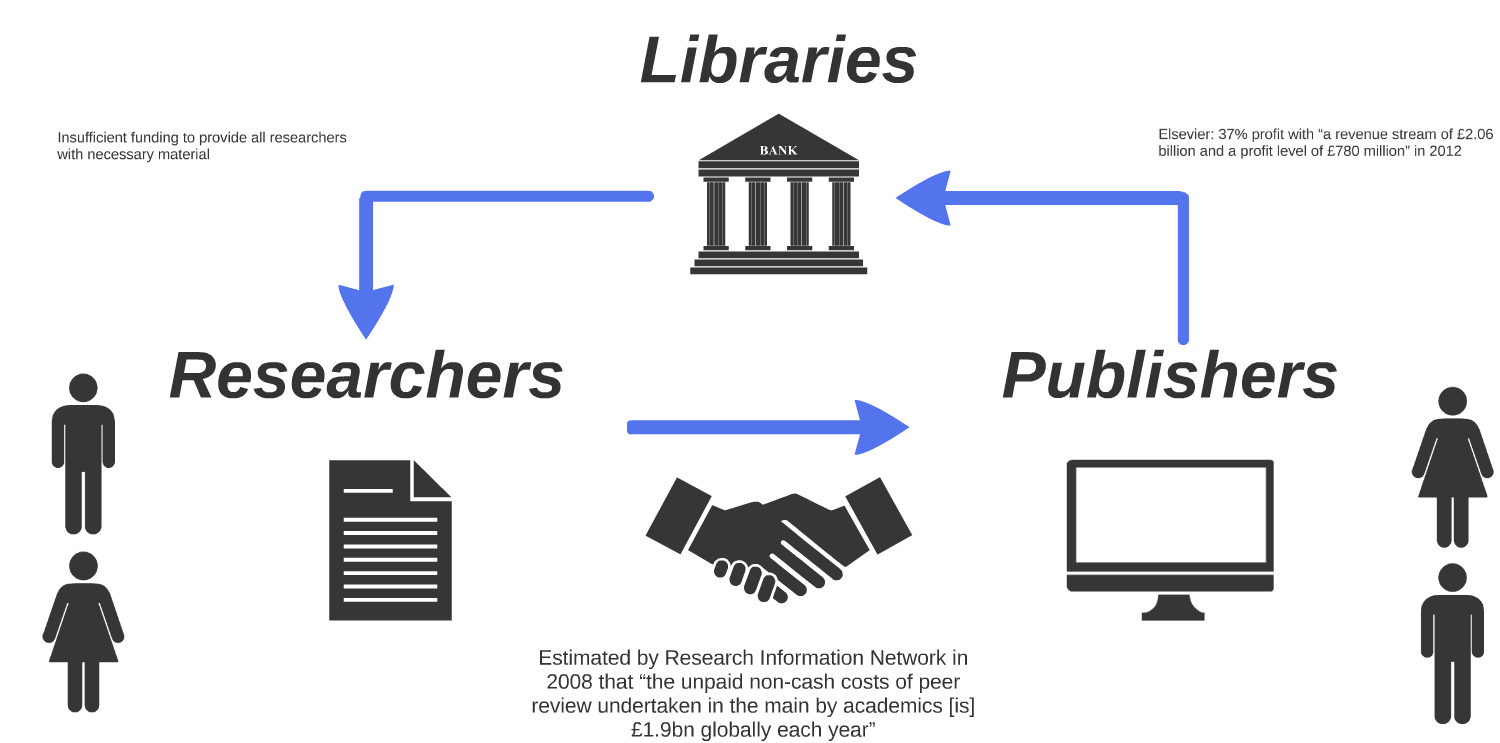 Libraries
Insufficient funding to provide all researchers
with necessary material
BANK
Elsevier: 37% profit with “a revenue stream of £2.06
billion and a profit level of £780 million” in 2012
Researchers
Publishers
Estimated by Research Information Network in
2008 that “the unpaid non-cash costs of peer
review undertaken in the main by academics [is]
£1.9bn globally each year”